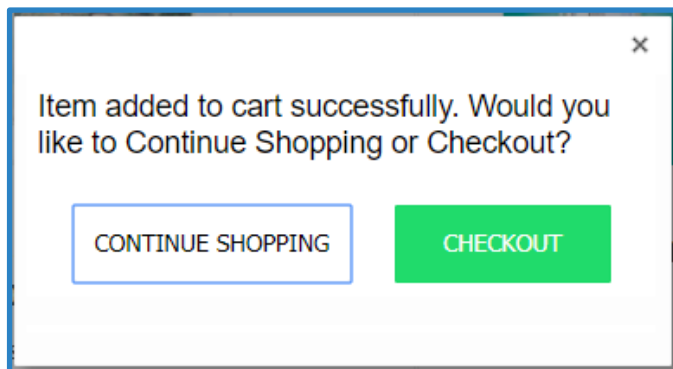 ×
Item added to cart successfully. Would you
like to Continue Shopping or Checkout?
CONTINUE SHOPPING
CHECKOUT